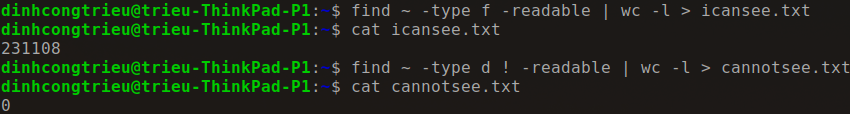 dinhcongtrieu@trieu-ThinkPad-P1:~$ find ~ -type f -readable | wc -l > icansee.txt
dinhcongtrieu@trieu-ThinkPad-P1:~$ cat icansee.txt
231108
dinhcongtrieu@trieu-ThinkPad-P1:~$ find ~ -type d ! -readable | wc -l > cannotsee.txt
dinhcongtrieu@trieu-ThinkPad-P1:~$ cat cannotsee.txt
0